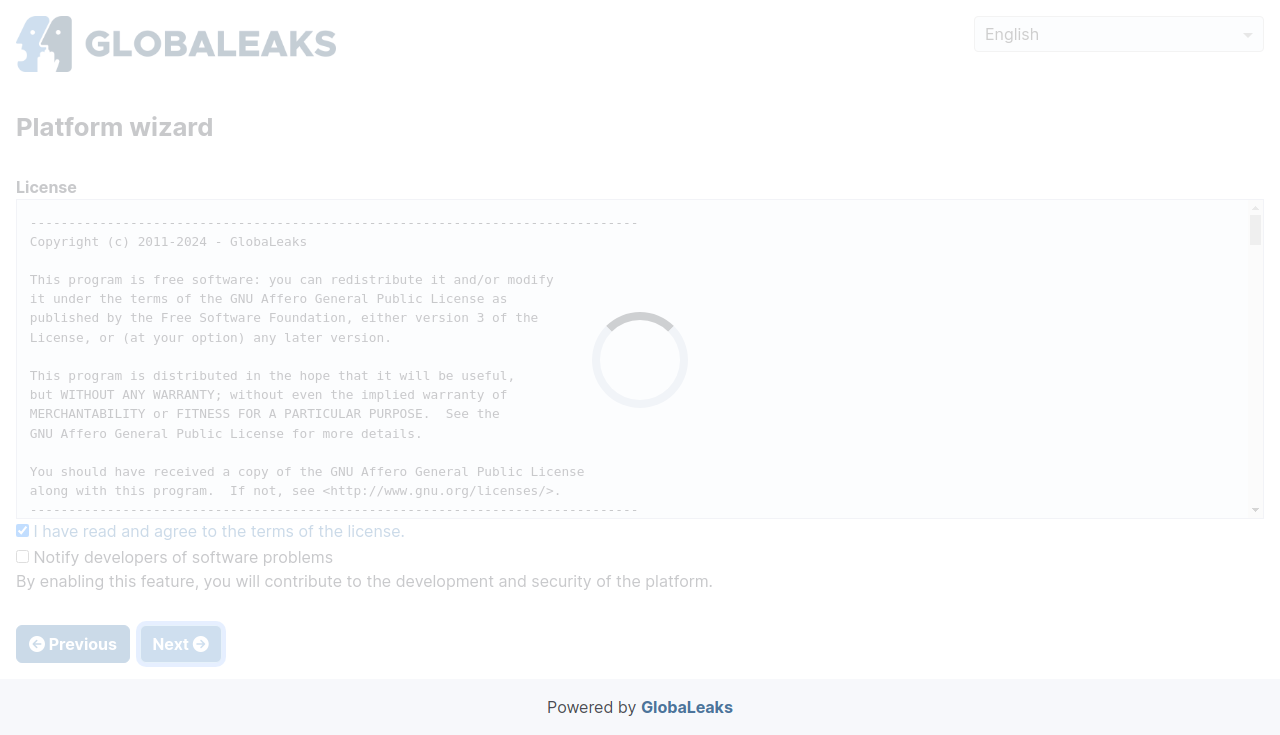 GLOBALEAKS
English
Platform wizard
License
-------------------------------------------------------------------------------
Copyright (c) 2011-2024 - GlobaLeaks
This program is free software: you can redistribute it and/or modify
it under the terms of the GNU Affero General Public License as
published by the Free Software Foundation, either version 3 of the
License, or (at your option) any later version.
This program is distributed in the hope that it will be useful,
but WITHOUT ANY WARRANTY; without even the implied warranty of
MERCHANTABILITY or FITNESS FOR A PARTICULAR PURPOSE.  See the
GNU Affero General Public License for more details.
You should have received a copy of the GNU Affero General Public License
along with this program.  If not, see <http://www.gnu.org/licenses/>.
-------------------------------------------------------------------------------
I have read and agree to the terms of the license.
Notify developers of software problems
By enabling this feature, you will contribute to the development and security of the platform.
Previous Next
Powered by GlobaLeaks